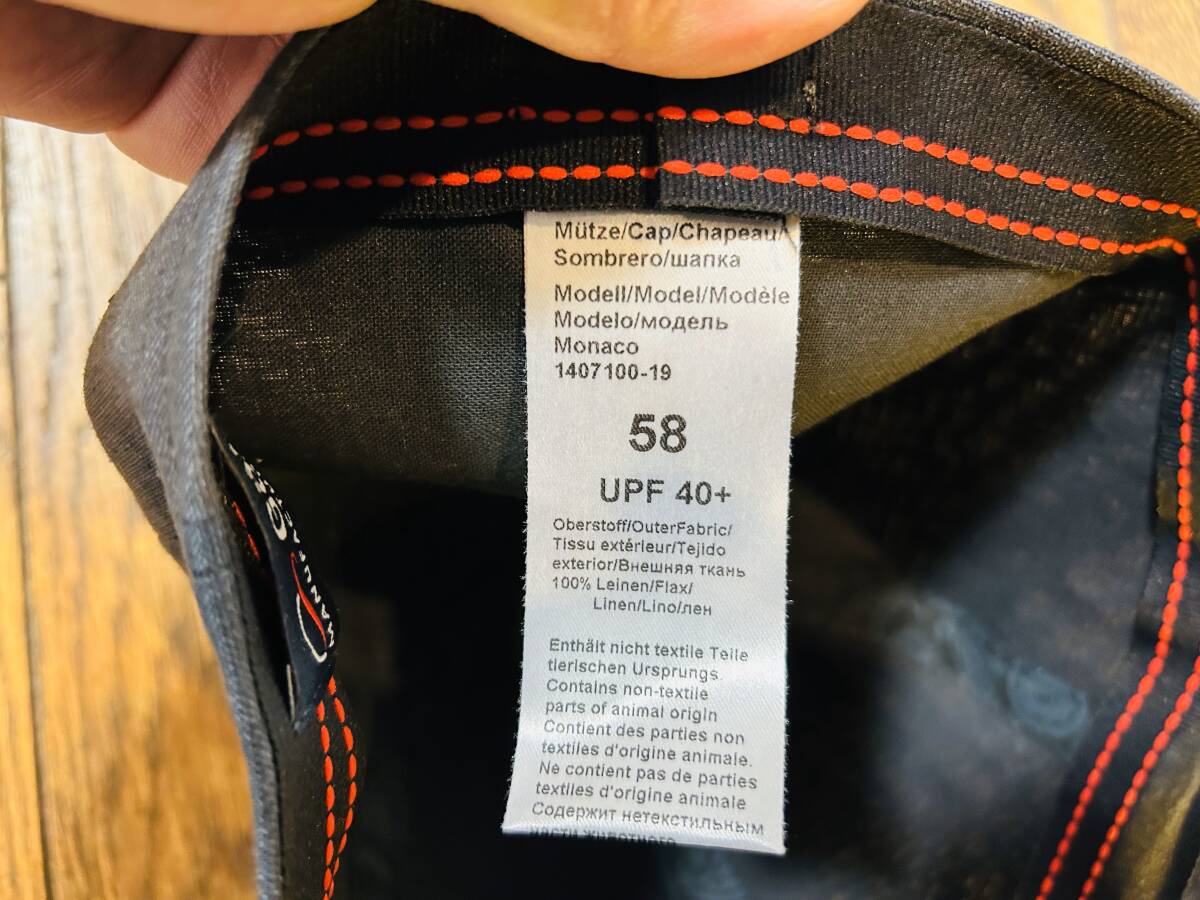 Mütze/Cap/Chapeau/
Sombrero/шапка
Modell/Model/Modèle
Modelo/модель
Monaco
1407100-19
58
UPF 40+
Oberstoff/OuterFabric/
Tissu extérieur/Tejido
exterior/Внешняя ткань
100% Leinen/Flax/
Linen/Lino/лен
Enthält nicht textile Teile
tierischen Ursprungs
Contains non-textile
parts of animal origin
Contient des parties non
textiles d'origine animale.
Ne contient pas de parties
textiles d'origine animale
Содержит нетекстильным